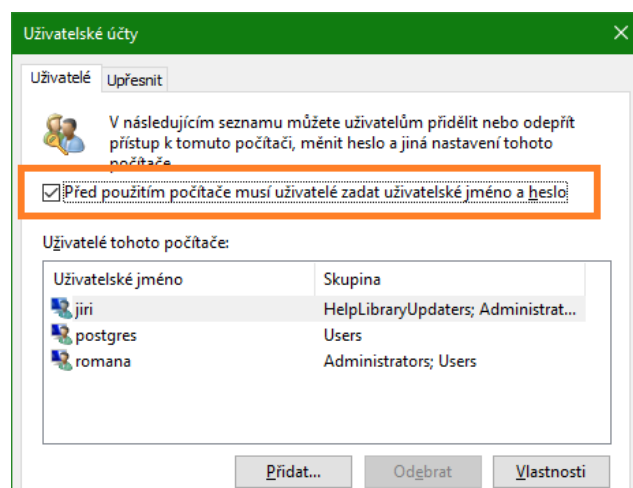 Uživatelské účty
Uživatelé Upřesnit
V následujícím seznamu můžete uživatelům přidělit nebo odepřít
přístup k tomuto počítači, měnit heslo a jiná nastavení tohoto
počítače.
Před použitím počítače musí uživatelé zadat uživatelské jméno a heslo
Uživatelé tohoto počítače:
Uživatelské jméno Skupina
jiri HelpLibraryUpdaters; Administrat...
postgres Users
romana Administrators; Users
Přidat... Odebrat Vlastnosti